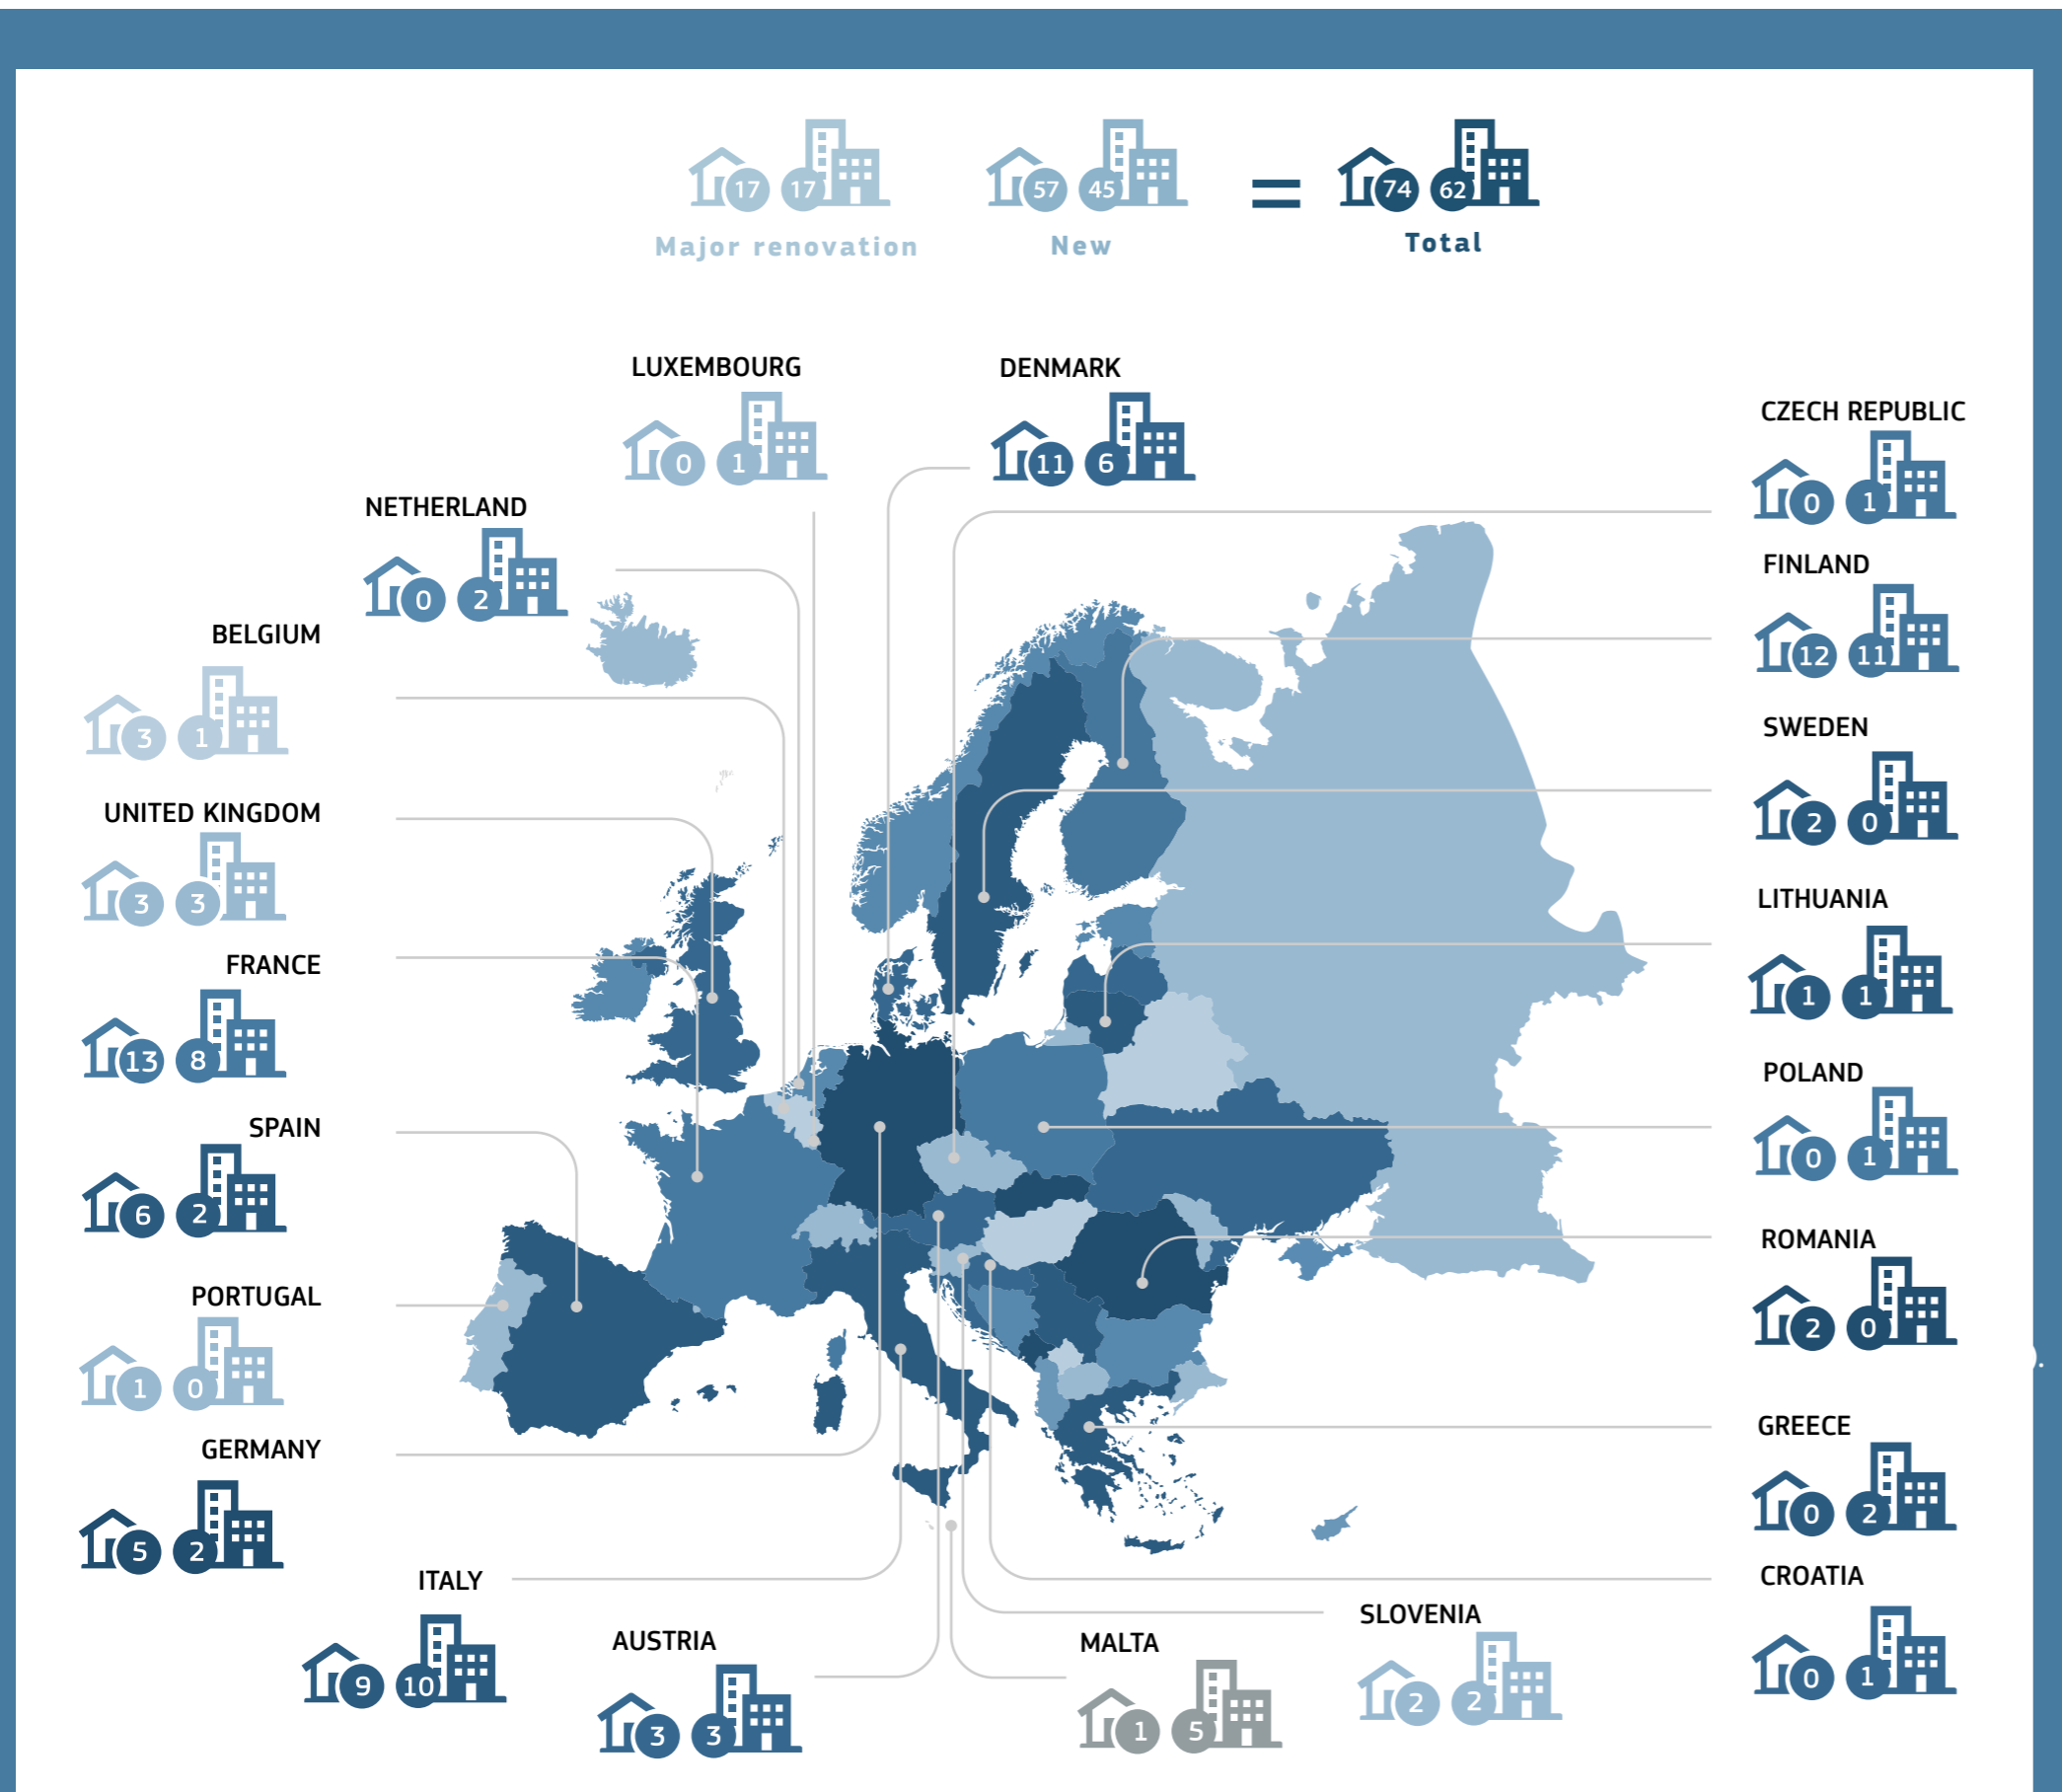 17 17 57 45 = 74 62
Major renovation New Total
LUXEMBOURG
0 1
DENMARK
11 6
CZECH REPUBLIC
0 1
NETHERLAND
0 2
FINLAND
12 11
BELGIUM
3 1
SWEDEN
2 0
UNITED KINGDOM
3 3
LITHUANIA
1 1
FRANCE
13 8
POLAND
0 1
SPAIN
6 2
ROMANIA
2 0
PORTUGAL
1 0
GREECE
0 2
GERMANY
5 2
CROATIA
0 1
ITALY
9 10
SLOVENIA
2 2
AUSTRIA
3 3
MALTA
1 5
).